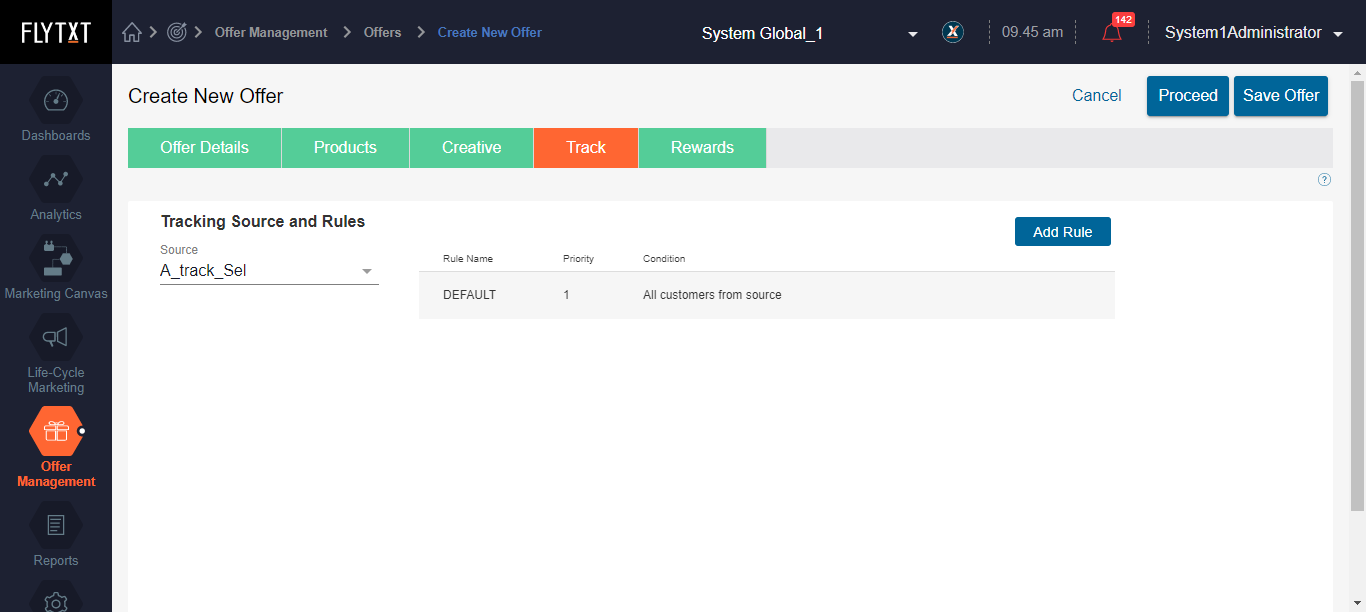 FLYTXT
Offer Management
Offers
Create New Offer
System Global_1
X
09.45 am
142
System1Administrator
Dashboards
Analytics
Marketing Canvas
Life-Cycle
Marketing
Offer
Management
Reports
Create New Offer
Cancel
Proceed
Save Offer
Offer Details
Products
Creative
Track
Rewards
?
Tracking Source and Rules
Add Rule
Source
A_track_Sel
Rule Name
Priority
Condition
DEFAULT
1
All customers from source